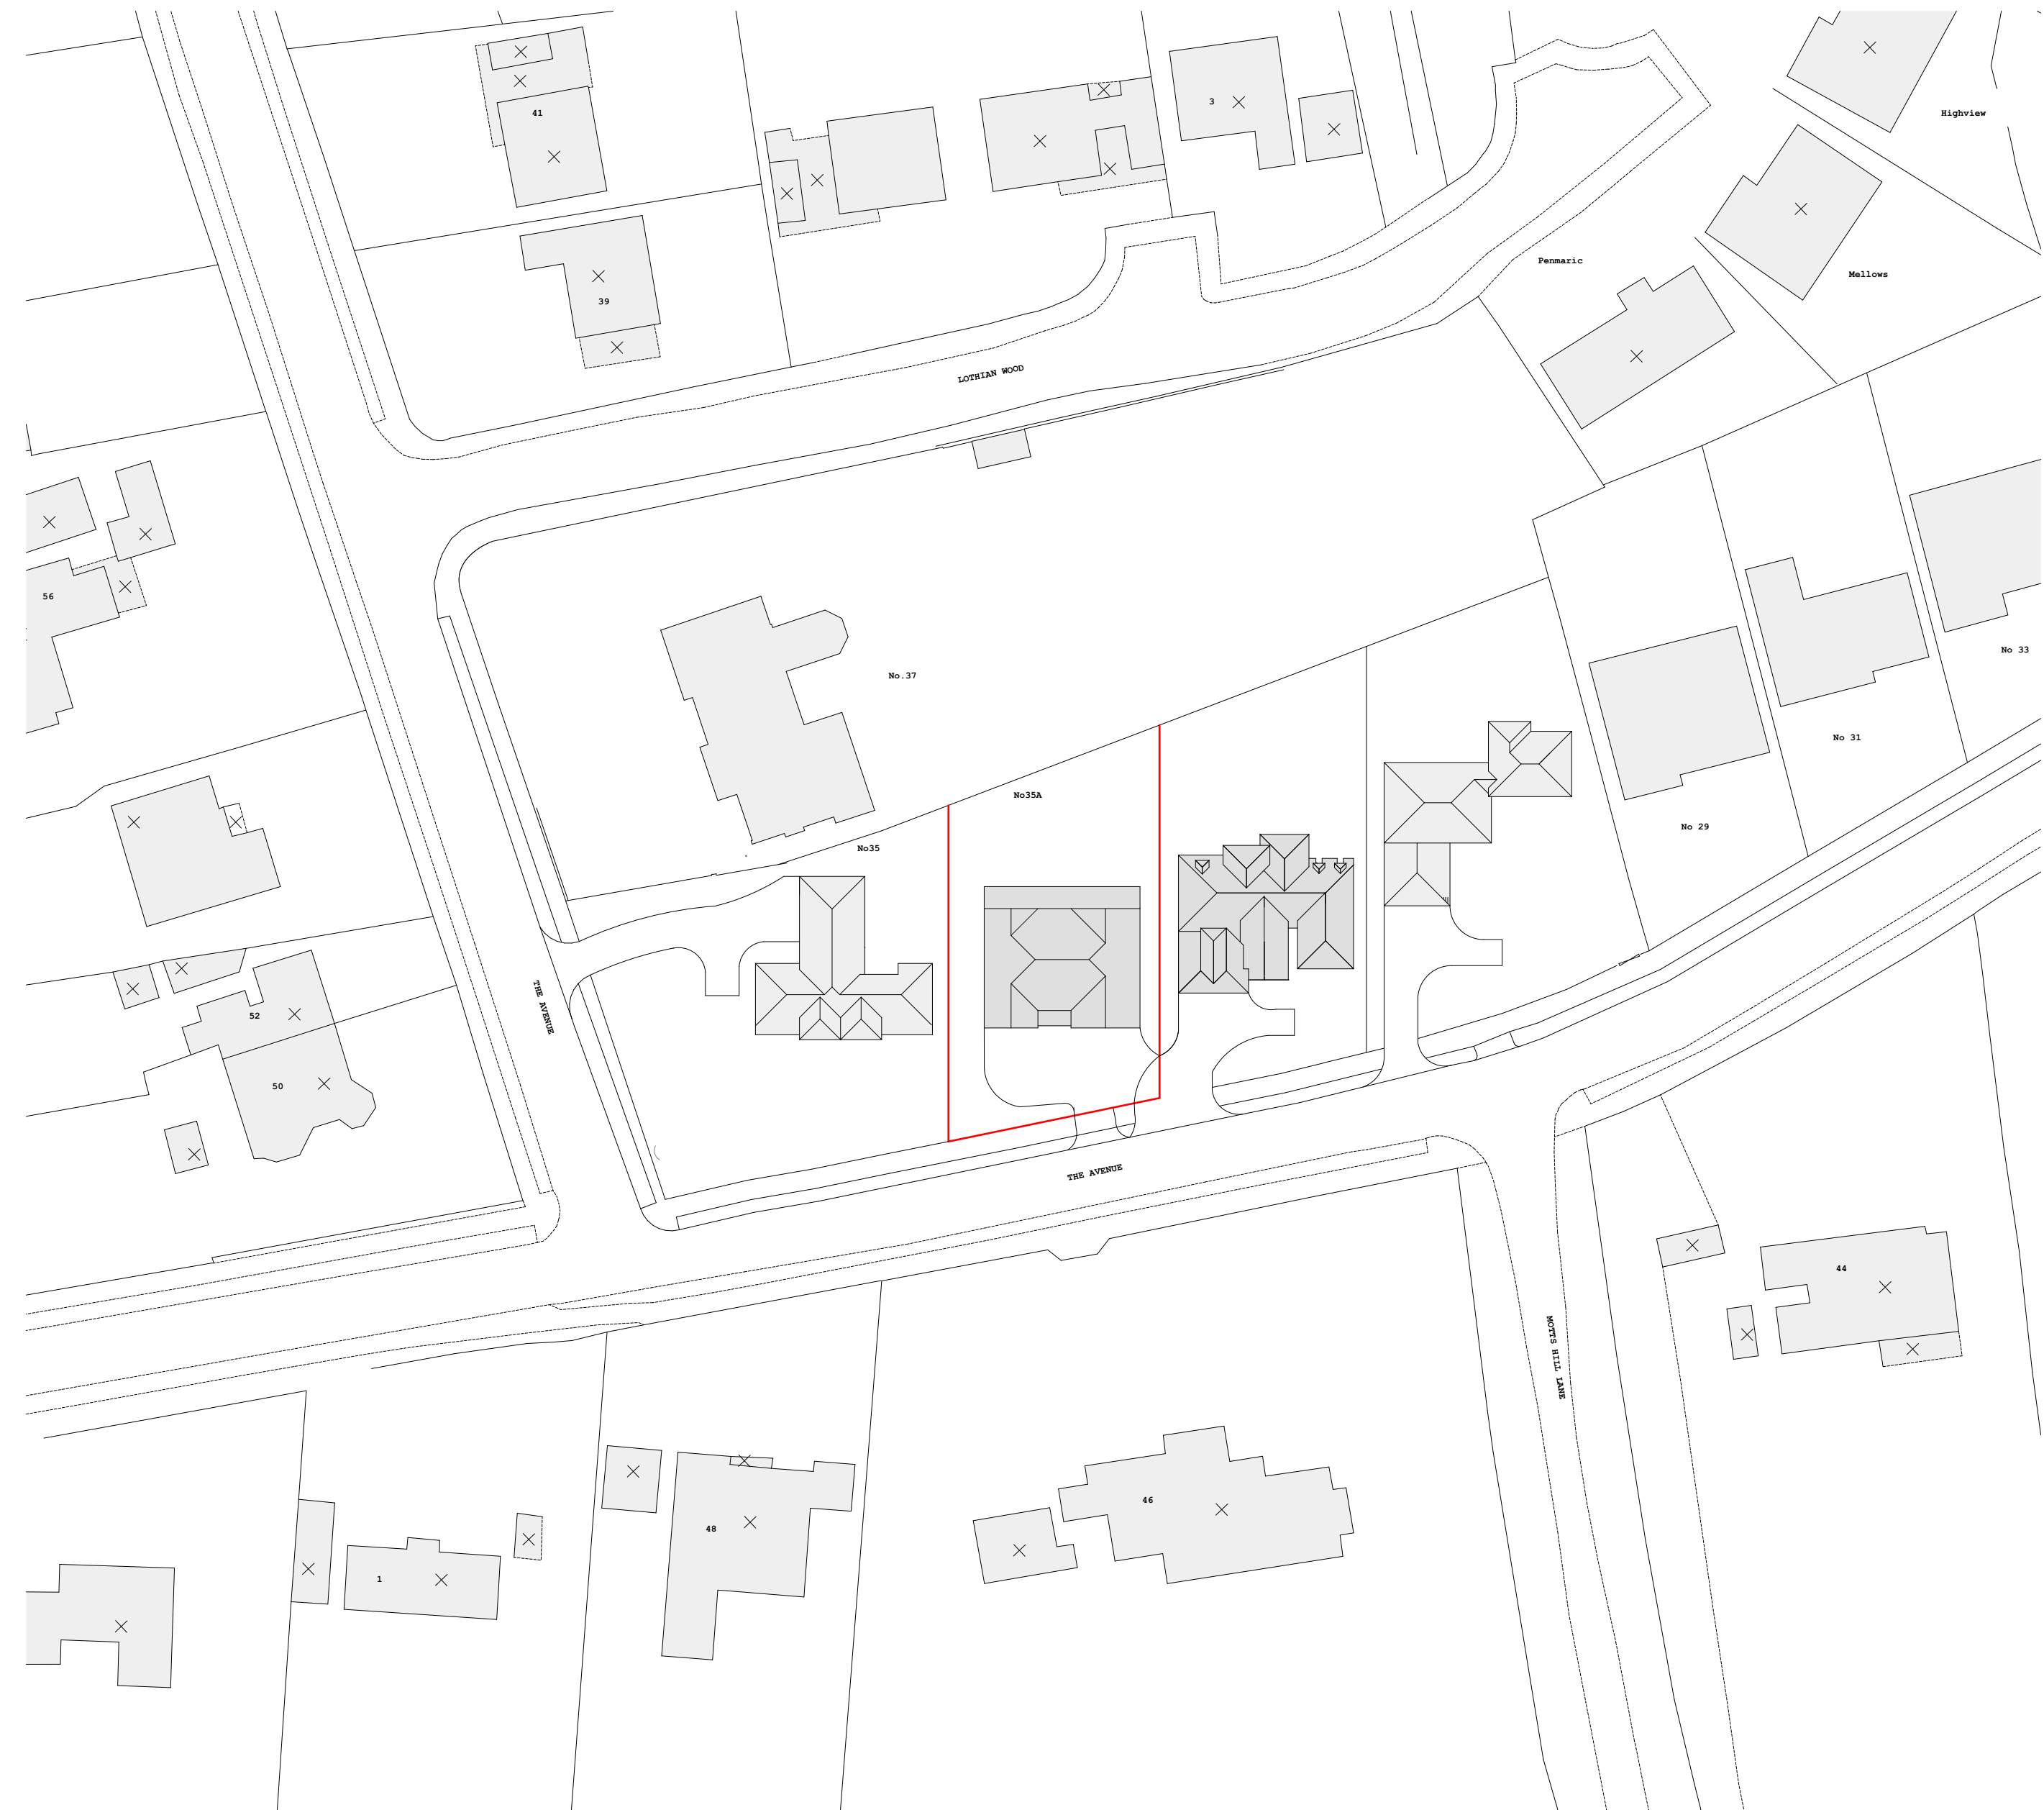 3
Highview
41
Penmaric
Mellows
39
LOTHIAN WOOD
56
No 33
No.37
No 31
No35A
No 29
No35
THE AVENUE
52
50
THE AVENUE
44
MOTTS HILL LANE
46
48
1